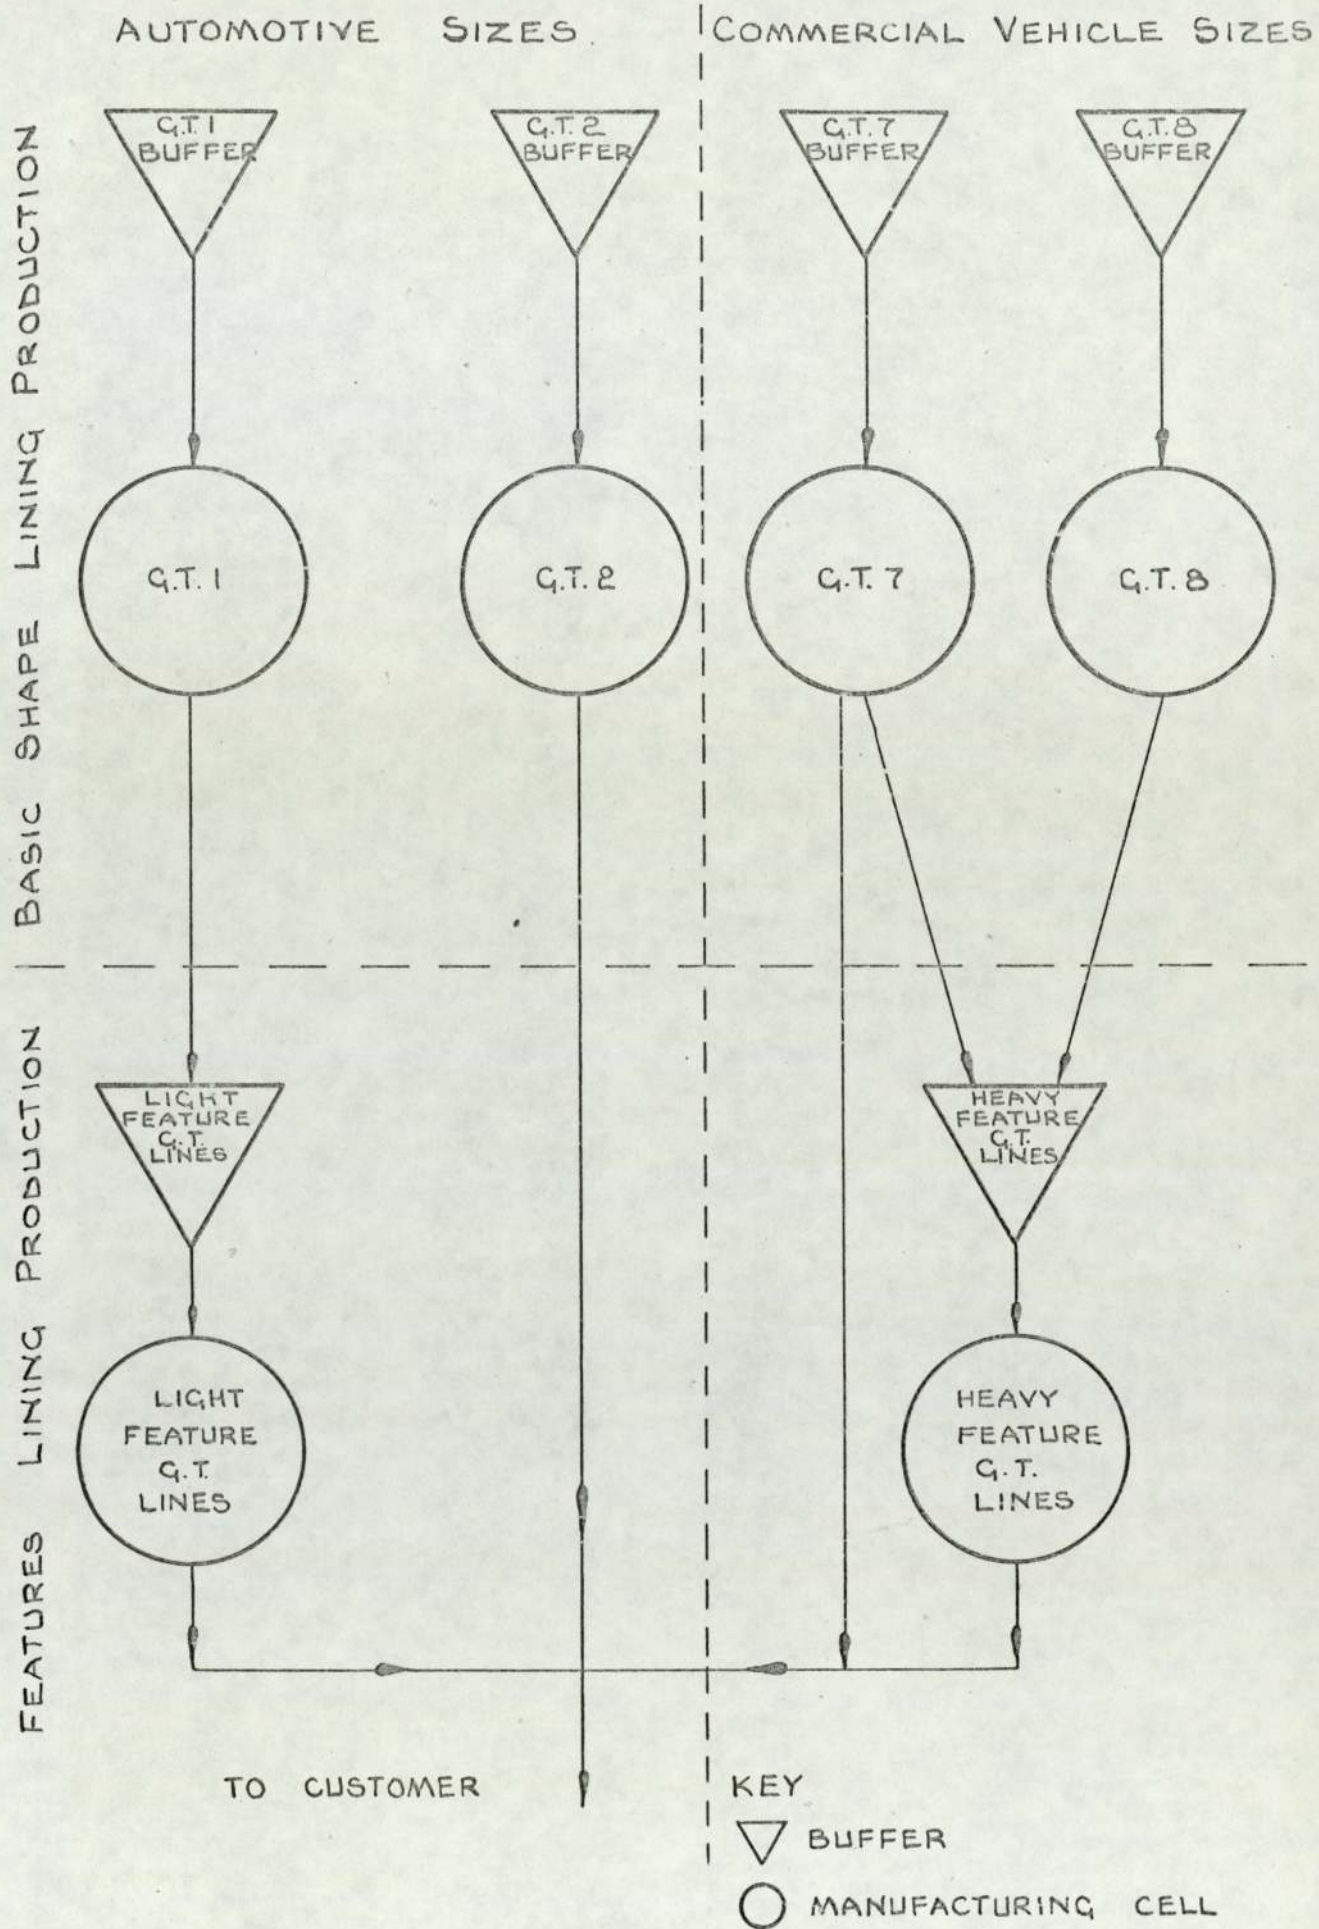 AUTOMOTIVE SIZES.
COMMERCIAL VEHICLE SIZES
BASIC SHAPE LINING PRODUCTION
G.T.1
BUFFER
G.T.2
BUFFER
G.T.7
BUFFER
G.T.8
BUFFER
G.T.1
G.T.2
G.T.7
G.T.8
FEATURES LINING PRODUCTION
LIGHT
FEATURE
G.T.
LINES
HEAVY
FEATURE
G.T.
LINES
LIGHT
FEATURE
G.T.
LINES
HEAVY
FEATURE
G.T.
LINES
TO CUSTOMER
KEY
BUFFER
MANUFACTURING CELL